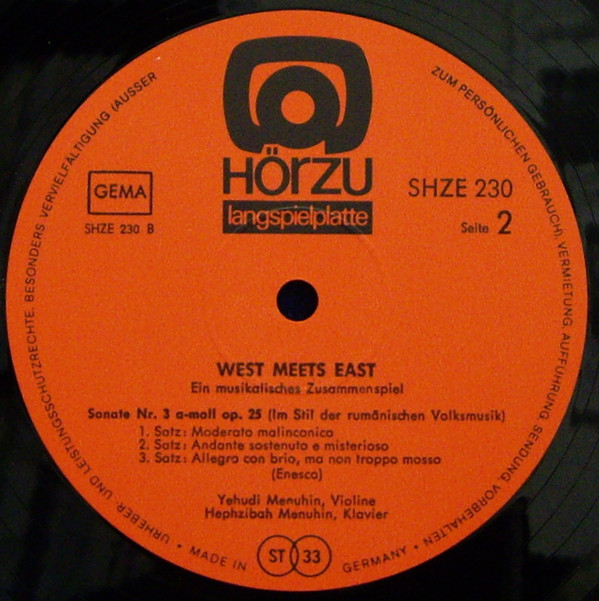 HÖRZU
langspielplatte
GEMA
SHZE 230 B
SHZE 230
Seite 2
WEST MEETS EAST
Ein musikalisches Zusammenspiel
Sonate Nr. 3 a-moll op. 25 (Im Stil der rumänischen Volksmusik)
1. Satz: Moderato malinconico
2. Satz: Andante sostenuto e misterioso
3. Satz: Allegro con brio, ma non troppo mosso
(Enesco)
Yehudi Menuhin, Violine
Hephzibah Menuhin, Klavier
URHEBER- UND LEISTUNGSSCHUTZRECHTE, BESONDERS VERVIELFÄLTIGUNG (AUSSER ZUM PERSÖNLICHEN GEBRAUCH), VERMIETUNG, AUFFÜHRUNG, SENDUNG, VORBEHALTEN
• MADE IN ST 33 GERMANY •